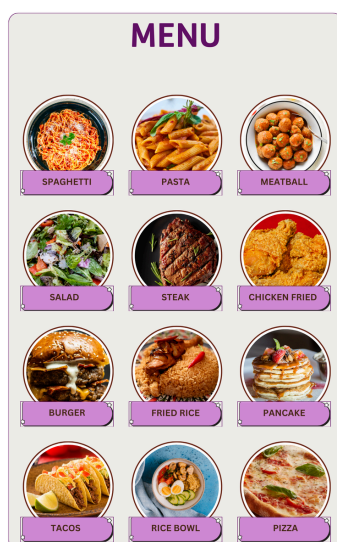 MENU
SPAGHETTI
PASTA
MEATBALL
SALAD
STEAK
CHICKEN FRIED
BURGER
FRIED RICE
PANCAKE
TACOS
RICE BOWL
PIZZA